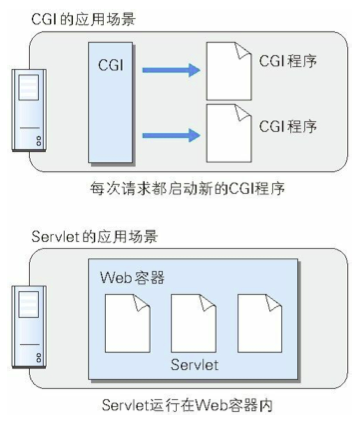 CGI的应用场景
CGI
CGI程序
CGI程序
每次请求都启动新的CGI程序
Servlet的应用场景
Web容器
Servlet
Servlet运行在Web容器内